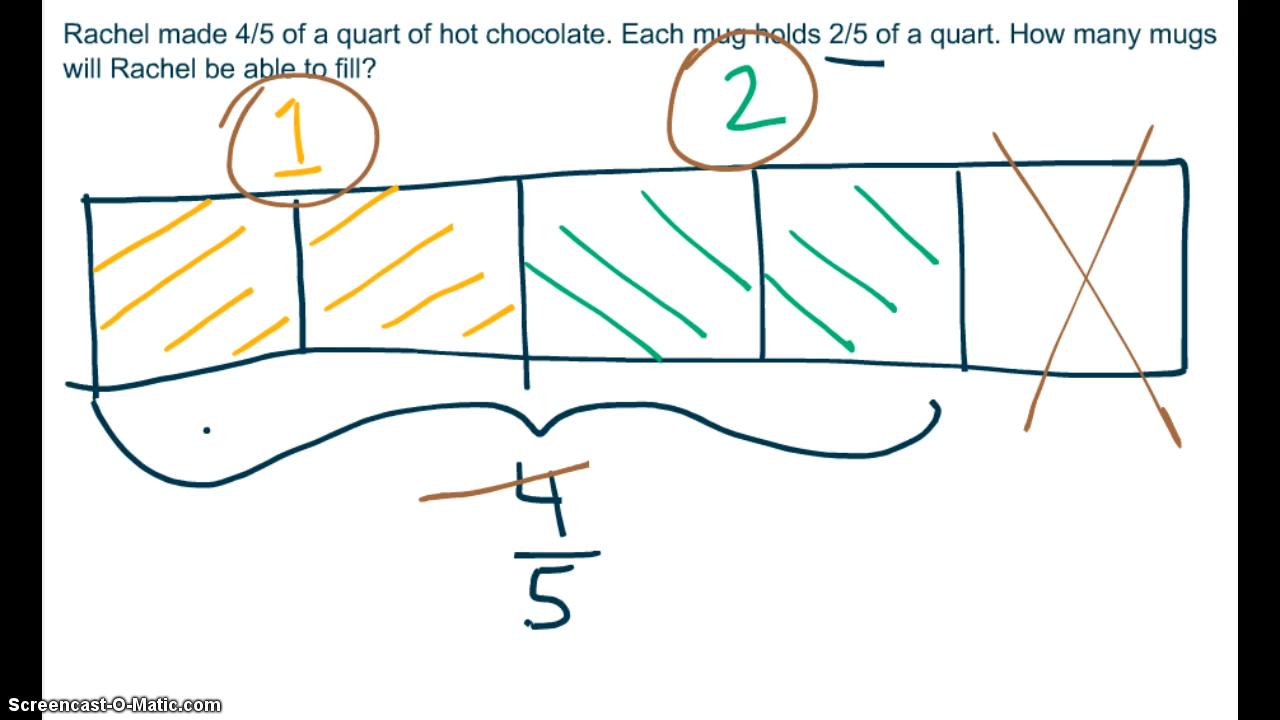 Rachel made 4/5 of a quart of hot chocolate. Each mug holds 2/5 of a quart. How many mugs
will Rachel be able to fill?
1
2
4
5
Screencast-O-Matic.com